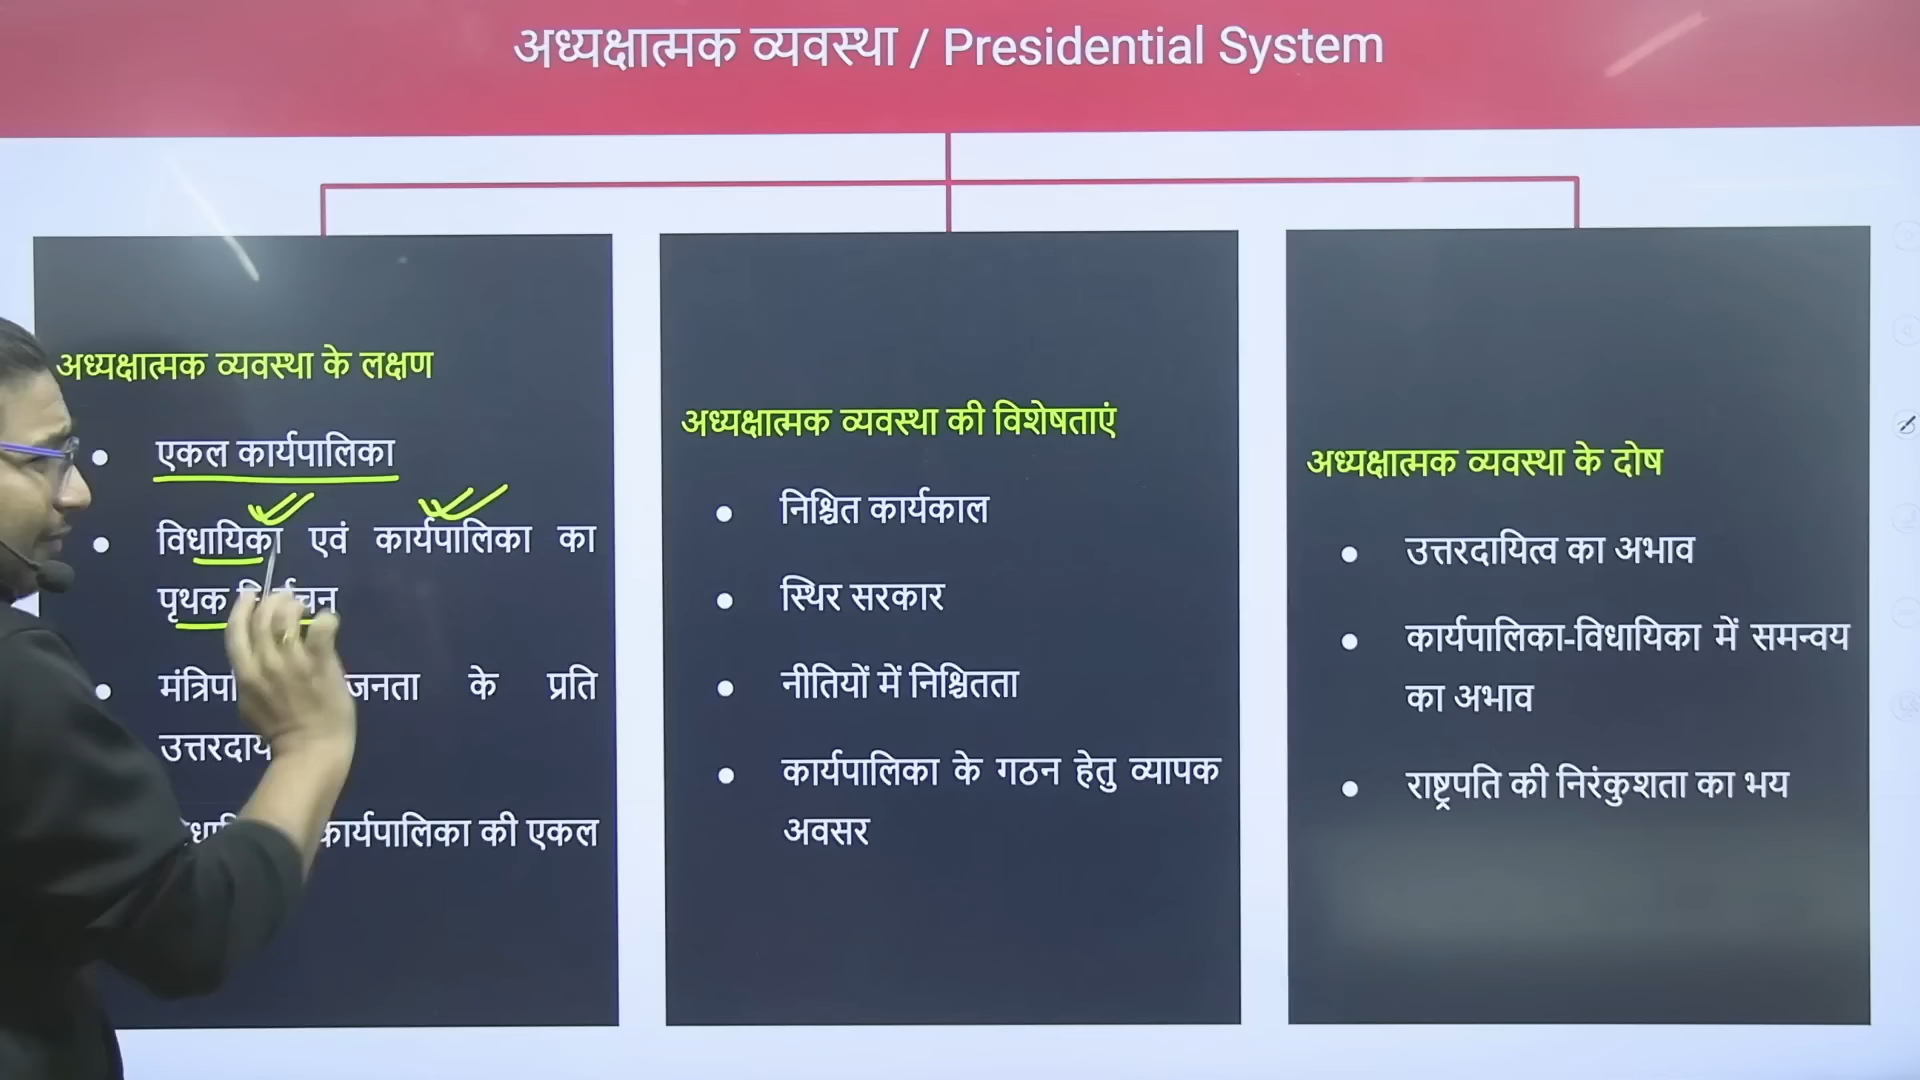 अध्यक्षात्मक व्यवस्था / Presidential System
अध्यक्षात्मक व्यवस्था के लक्षण
एकल कार्यपालिका
विधायिका एवं कार्यपालिका का
पृथक
जनता के प्रति
कार्यपालिका की एकल
अध्यक्षात्मक व्यवस्था की विशेषताएं
निश्चित कार्यकाल
स्थिर सरकार
नीतियों में निश्चितता
कार्यपालिका के गठन हेतु व्यापक
अवसर
अध्यक्षात्मक व्यवस्था के दोष
उत्तरदायित्व का अभाव
कार्यपालिका-विधायिका में समन्वय
का अभाव
राष्ट्रपति की निरंकुशता का भय